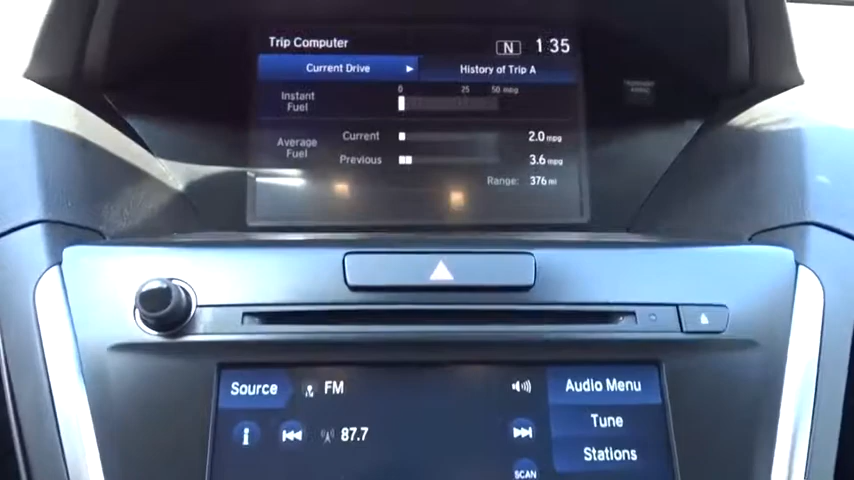 Trip Computer N 1:35
Current Drive ▶ History of Trip A
0 25 50 mpg
Instant
Fuel
Average
Fuel
Current 2.0 mpg
Previous 3.6 mpg
Range: 376 mi
Source FM Audio Menu
i 87.7 Tune
Stations
SCAN